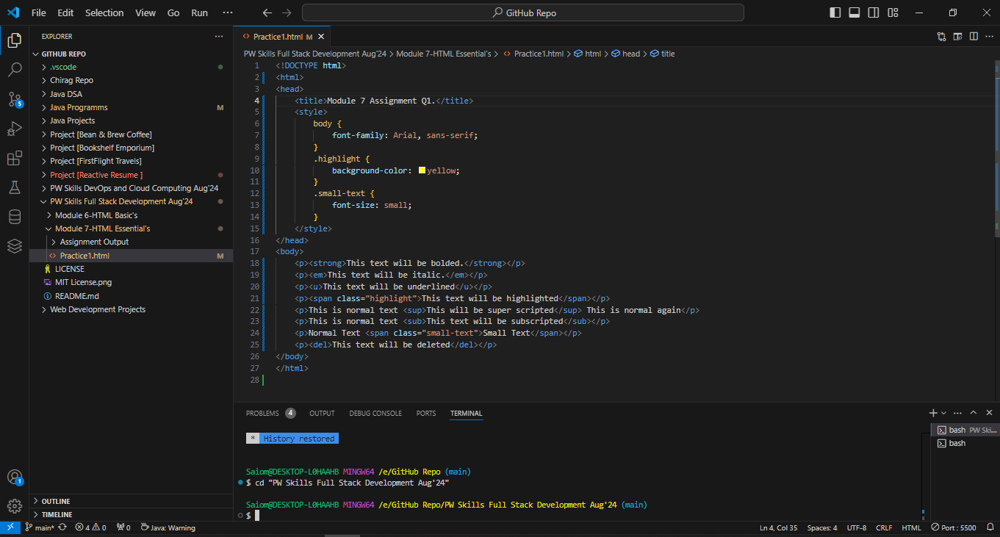 File Edit Selection View Go Run ··· GitHub Repo
EXPLORER ···
GITHUB REPO
.vscode
Chirag Repo
Java DSA
Java Programms M
Java Projects
Project [Bean & Brew Coffee]
Project [Bookshelf Emporium]
Project [FirstFlight Travels]
Project [Reactive Resume ]
PW Skills DevOps and Cloud Computing Aug'24
PW Skills Full Stack Development Aug'24
Module 6-HTML Basic's
Module 7-HTML Essential's
Assignment Output
Practice1.html M
LICENSE
MIT License.png
README.md
Web Development Projects
OUTLINE
TIMELINE
5
1
Practice1.html M
PW Skills Full Stack Development Aug'24 > Module 7-HTML Essential's > Practice1.html > html > head > title
1 <!DOCTYPE html>
2 <html>
3 <head>
4 <title>Module 7 Assignment Q1.</title>
5 <style>
6 body {
7 font-family: Arial, sans-serif;
8 }
9 .highlight {
10 background-color: yellow;
11 }
12 .small-text {
13 font-size: small;
14 }
15 </style>
16 </head>
17 <body>
18 <p><strong>This text will be bolded.</strong></p>
19 <p><em>This text will be italic.</em></p>
20 <p><u>This text will be underlined</u></p>
21 <p><span class="highlight">This text will be highlighted</span></p>
22 <p>This is normal text <sup>This will be super scripted</sup> This is normal again</p>
23 <p>This is normal text <sub>This text will be subscripted</sub></p>
24 <p>Normal Text <span class="small-text">Small Text</span></p>
25 <p><del>This text will be deleted</del></p>
26 </body>
27 </html>
28
PROBLEMS 4 OUTPUT DEBUG CONSOLE PORTS TERMINAL
* History restored
Saiom@DESKTOP-L0HAAHB MINGW64 /e/GitHub Repo (main)
$ cd "PW Skills Full Stack Development Aug'24"
Saiom@DESKTOP-L0HAAHB MINGW64 /e/GitHub Repo/PW Skills Full Stack Development Aug'24 (main)
$
bash PW Ski...
bash
main* 4 0 0 Java: Warning Ln 4, Col 35 Spaces: 4 UTF-8 CRLF HTML Port : 5500